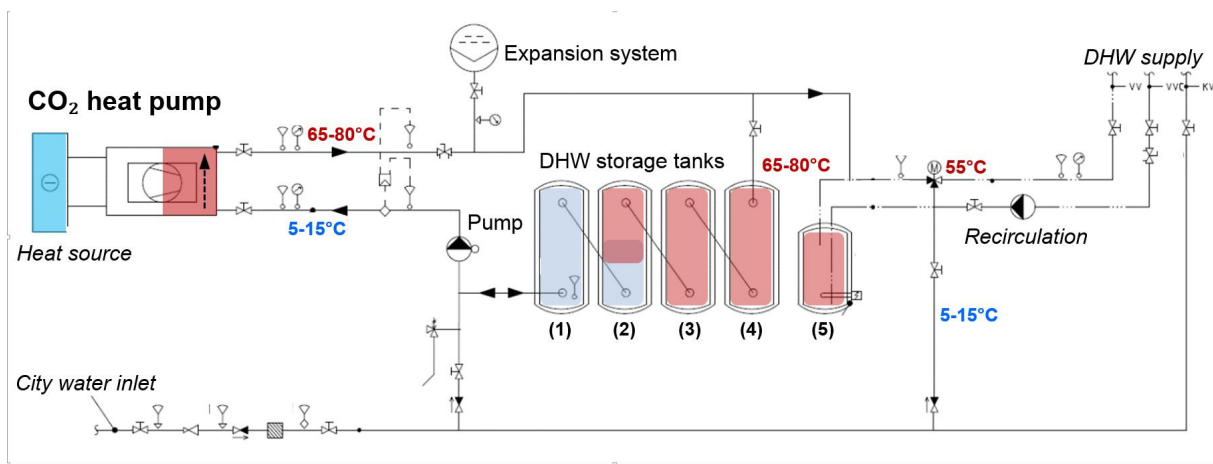 Expansion system
DHW supply
VV
VVC
KV
CO₂ heat pump
65-80°C
DHW storage tanks
65-80°C
M
55°C
5-15°C
Pump
Heat source
Recirculation
(1)
(2)
(3)
(4)
(5)
5-15°C
City water inlet